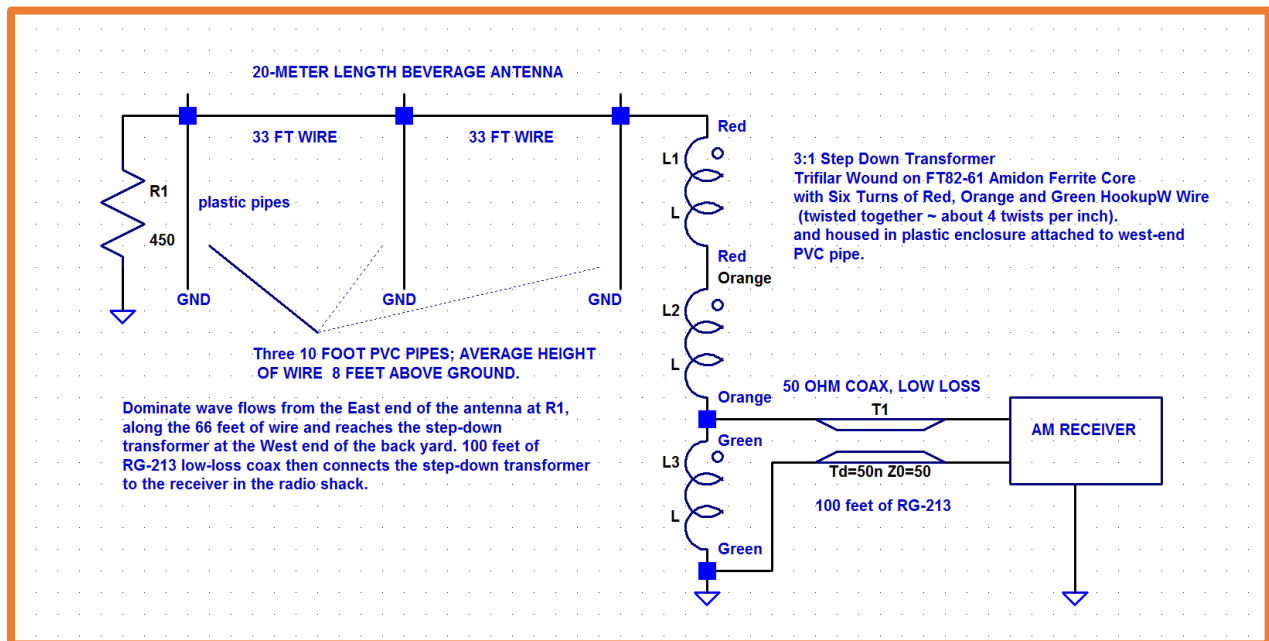 20-METER LENGTH BEVERAGE ANTENNA
33 FT WIRE
33 FT WIRE
R1
450
plastic pipes
GND
GND
GND
Three 10 FOOT PVC PIPES; AVERAGE HEIGHT
OF WIRE 8 FEET ABOVE GROUND.
Dominate wave flows from the East end of the antenna at R1,
along the 66 feet of wire and reaches the step-down
transformer at the West end of the back yard. 100 feet of
RG-213 low-loss coax then connects the step-down transformer
to the receiver in the radio shack.
Red
L1
L
Red
Orange
L2
L
Orange
Green
L3
L
Green
3:1 Step Down Transformer
Trifilar Wound on FT82-61 Amidon Ferrite Core
with Six Turns of Red, Orange and Green HookupW Wire
(twisted together ~ about 4 twists per inch).
and housed in plastic enclosure attached to west-end
PVC pipe.
50 OHM COAX, LOW LOSS
T1
Td=50n Z0=50
100 feet of RG-213
AM RECEIVER